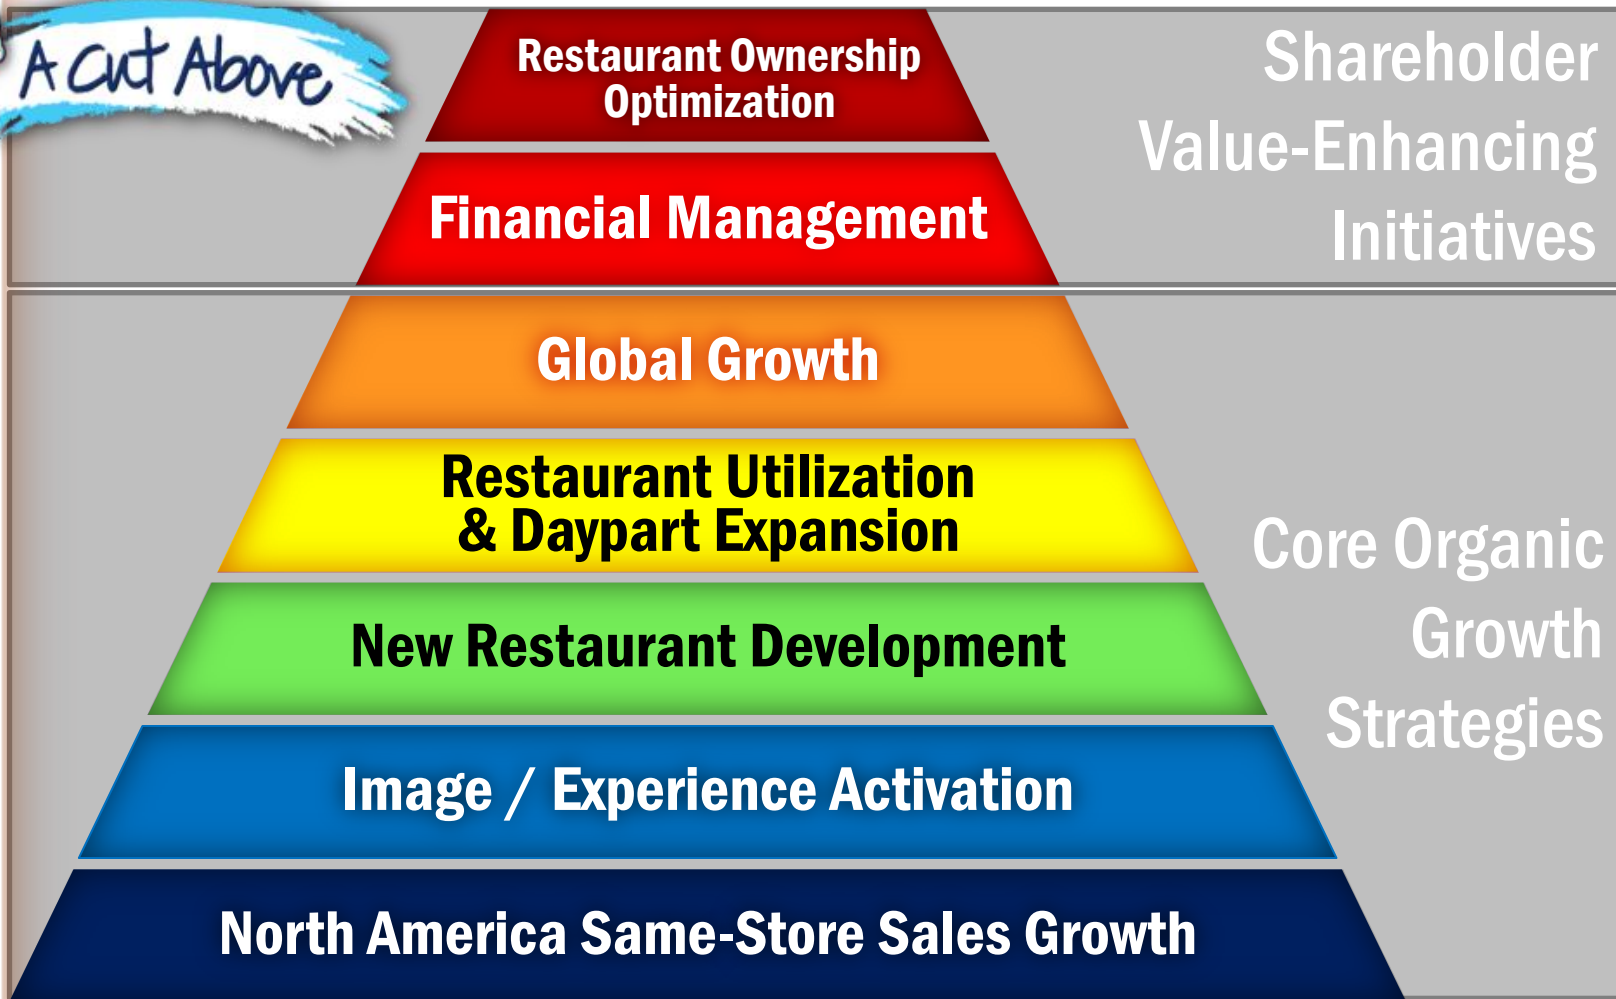 A Cut Above
Restaurant Ownership
Optimization
Shareholder
Value-Enhancing
Initiatives
Financial Management
Global Growth
Restaurant Utilization
& Daypart Expansion
Core Organic
Growth
Strategies
New Restaurant Development
Image / Experience Activation
North America Same-Store Sales Growth